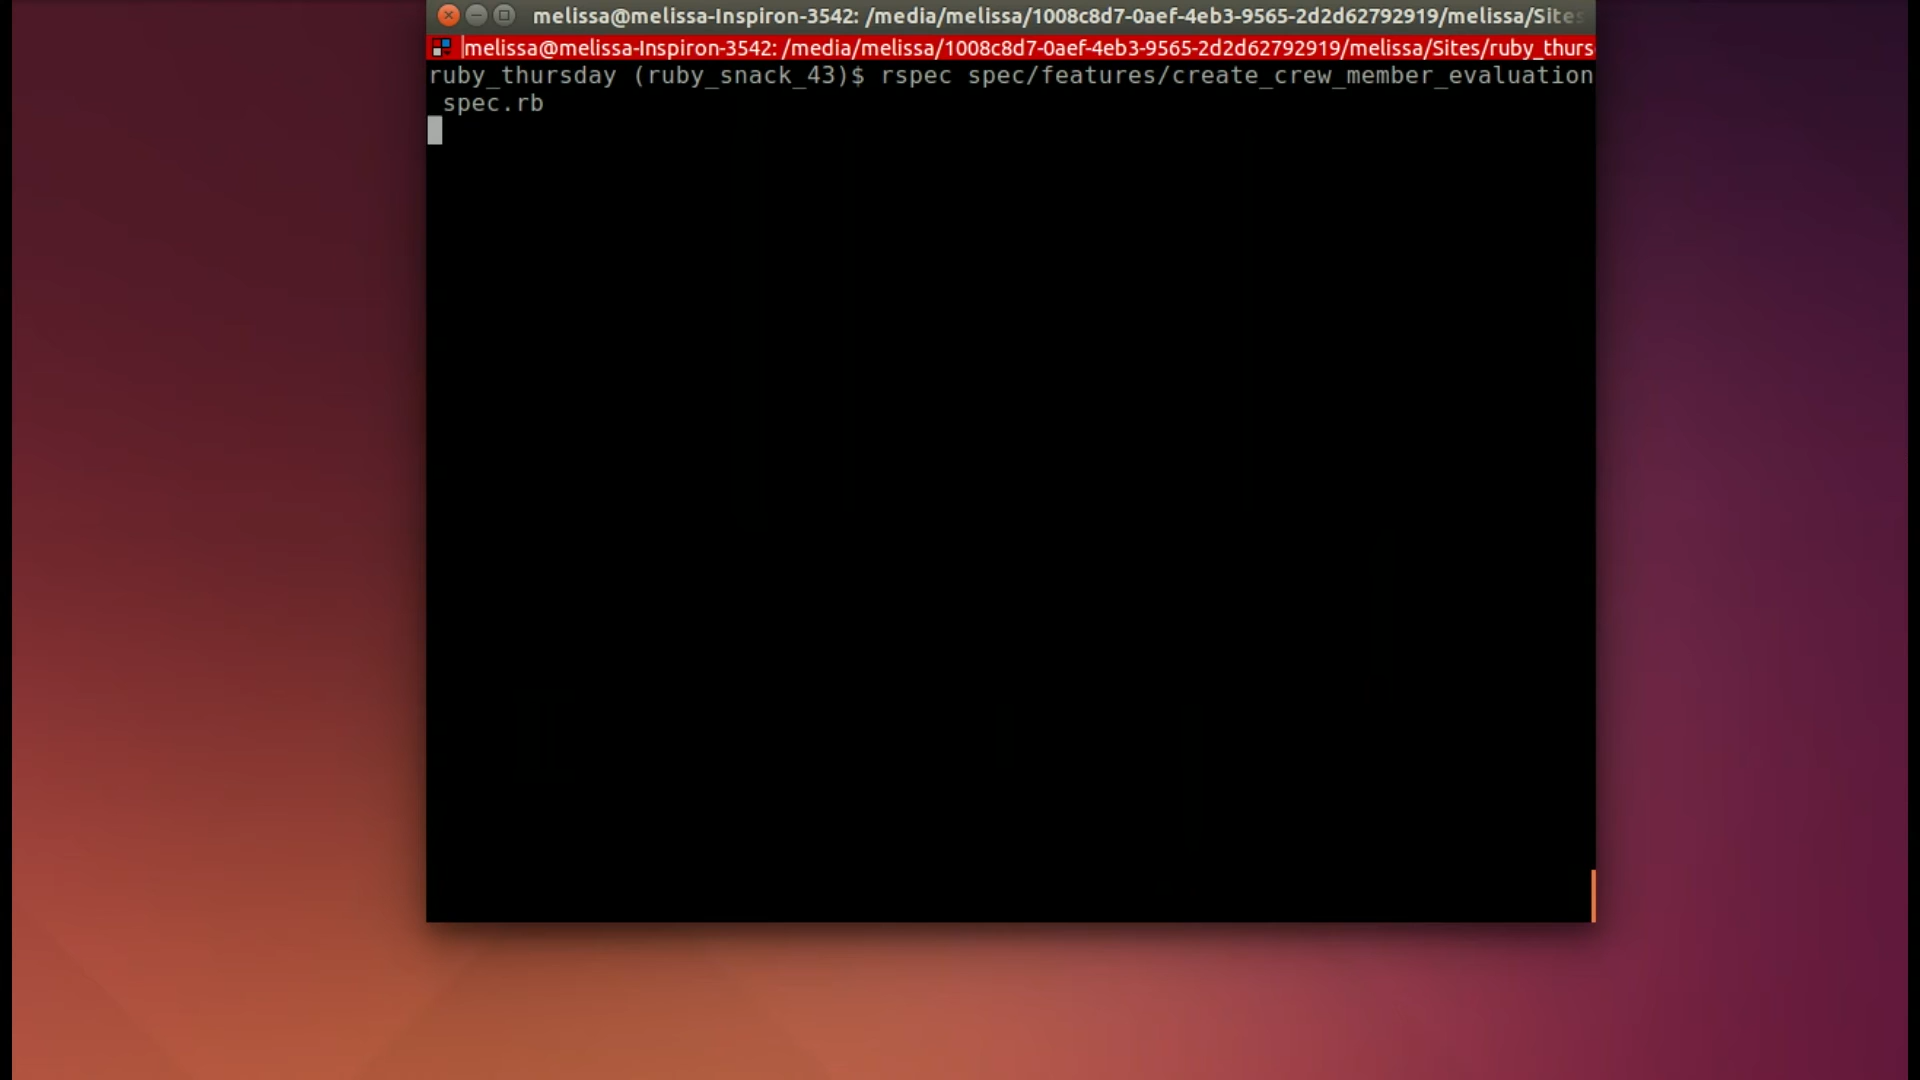 melissa@melissa-Inspiron-3542: /media/melissa/1008c8d7-0aef-4eb3-9565-2d2d62792919/melissa/Sites
melissa@melissa-Inspiron-3542: /media/melissa/1008c8d7-0aef-4eb3-9565-2d2d62792919/melissa/Sites/ruby_thurs
ruby_thursday (ruby_snack_43)$ rspec spec/features/create_crew_member_evaluation
_spec.rb